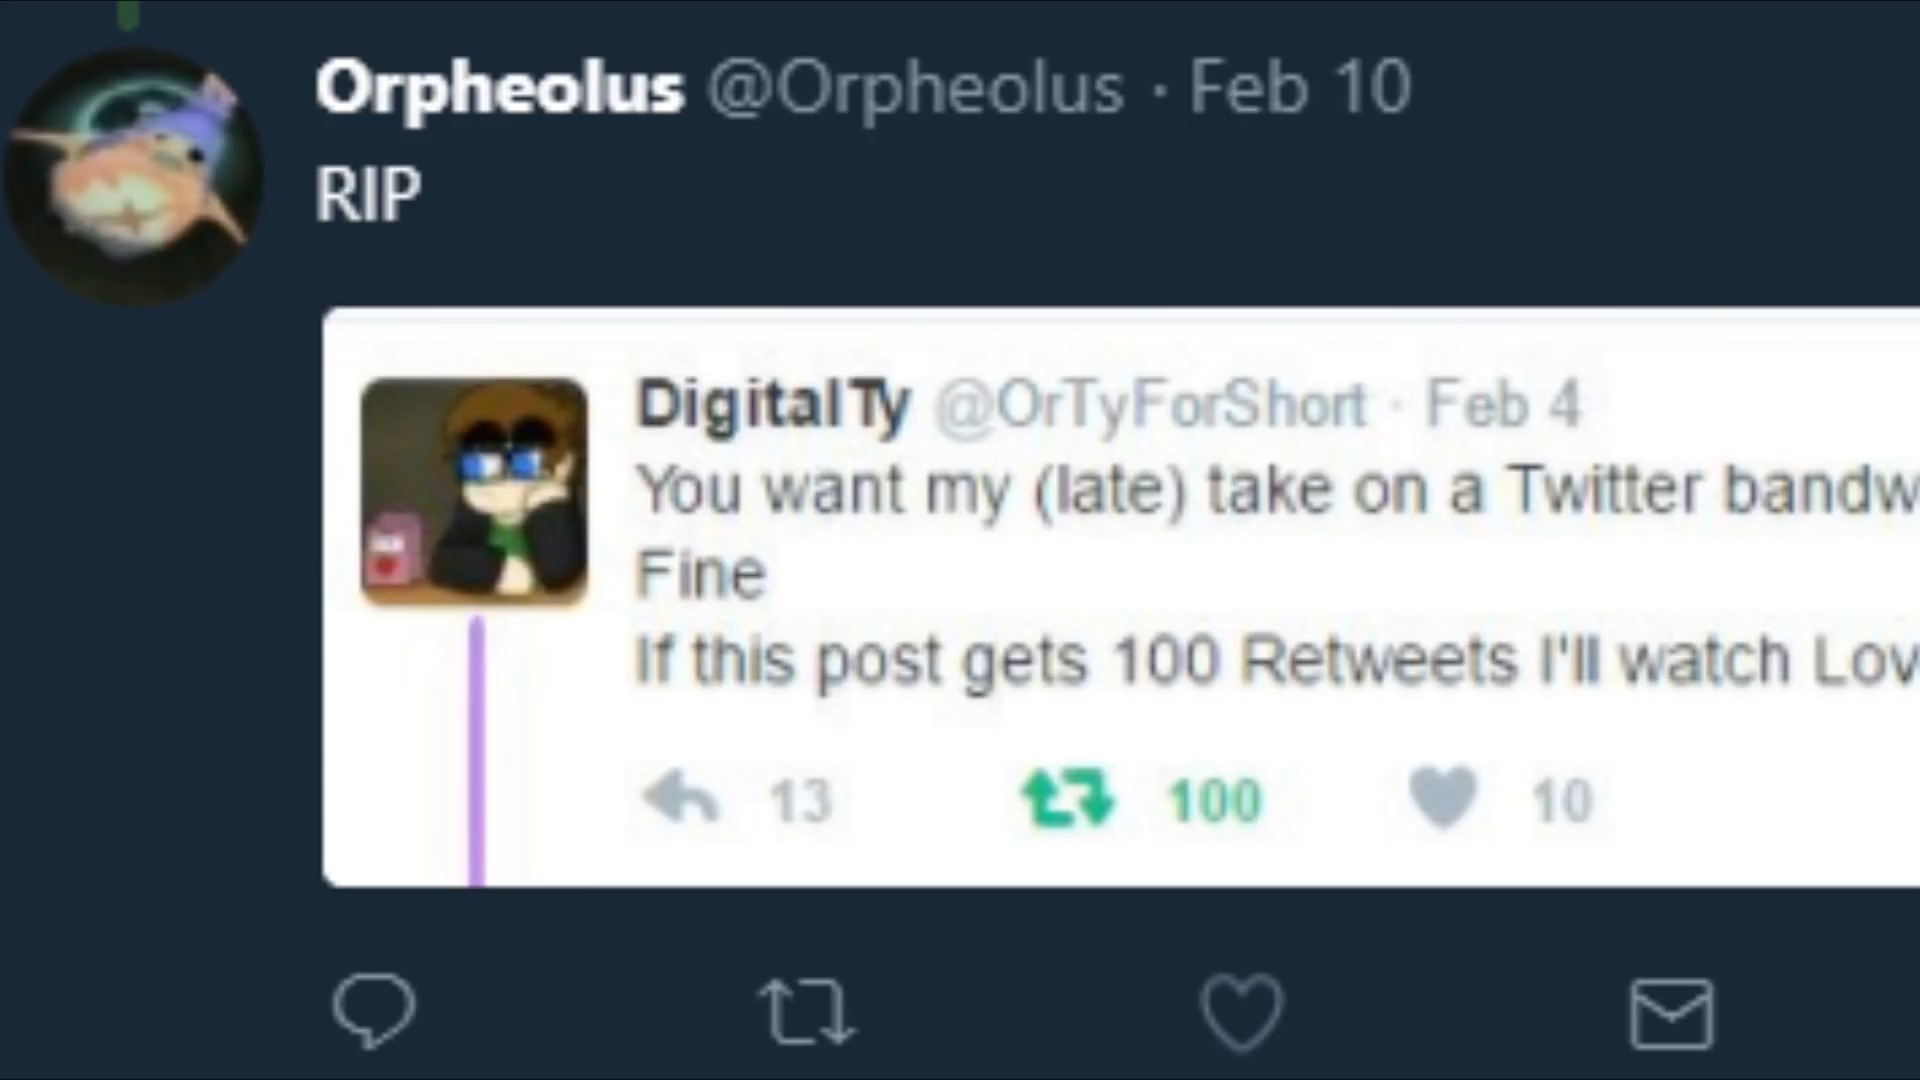 Orpheolus @Orpheolus · Feb 10
RIP
DigitalTy @OrTyForShort · Feb 4
You want my (late) take on a Twitter bandw
Fine
If this post gets 100 Retweets I'll watch Lov
13 100 10